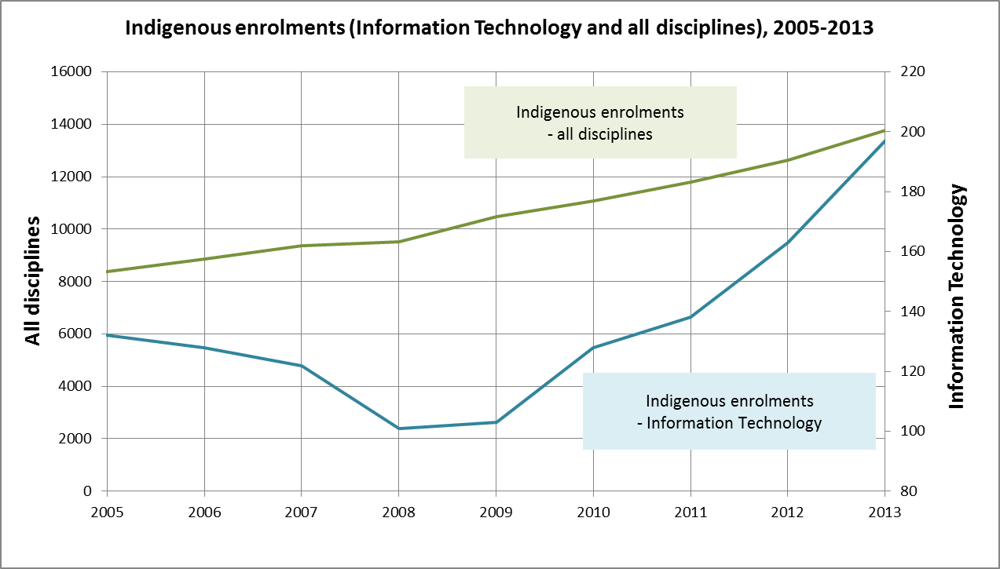 Indigenous enrolments (Information Technology and all disciplines), 2005-2013
16000
14000
12000
10000
8000
6000
4000
2000
0
All disciplines
Indigenous enrolments
- all disciplines
Indigenous enrolments
- Information Technology
220
200
180
160
140
120
100
80
Information Technology
2005 2006 2007 2008 2009 2010 2011 2012 2013